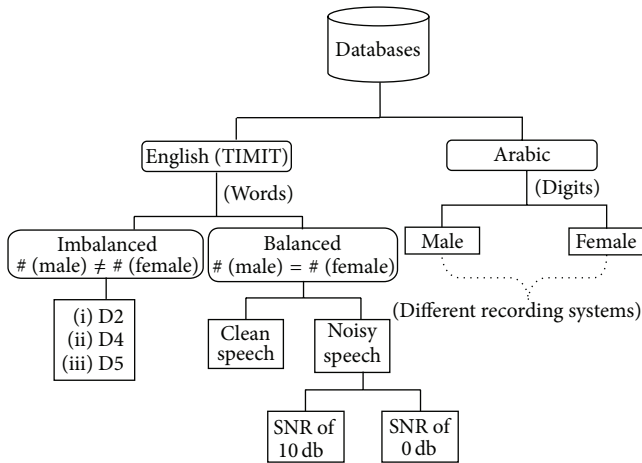 Databases
English (TIMIT)
Arabic
(Words)
(Digits)
Imbalanced
# (male) ≠ # (female)
Balanced
# (male) = # (female)
Male
Female
(Different recording systems)
(i) D2
(ii) D4
(iii) D5
Clean
speech
Noisy
speech
SNR of
10 db
SNR of
0 db